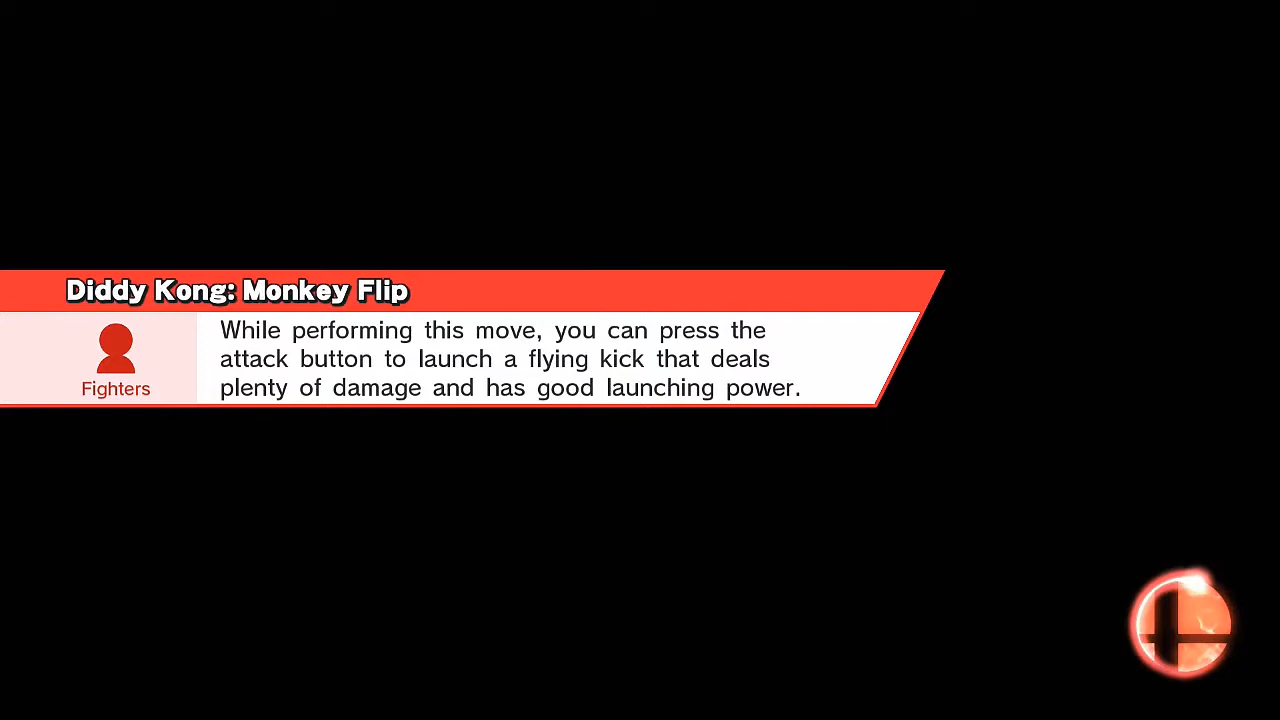 Diddy Kong: Monkey Flip
Fighters
While performing this move, you can press the
attack button to launch a flying kick that deals
plenty of damage and has good launching power.